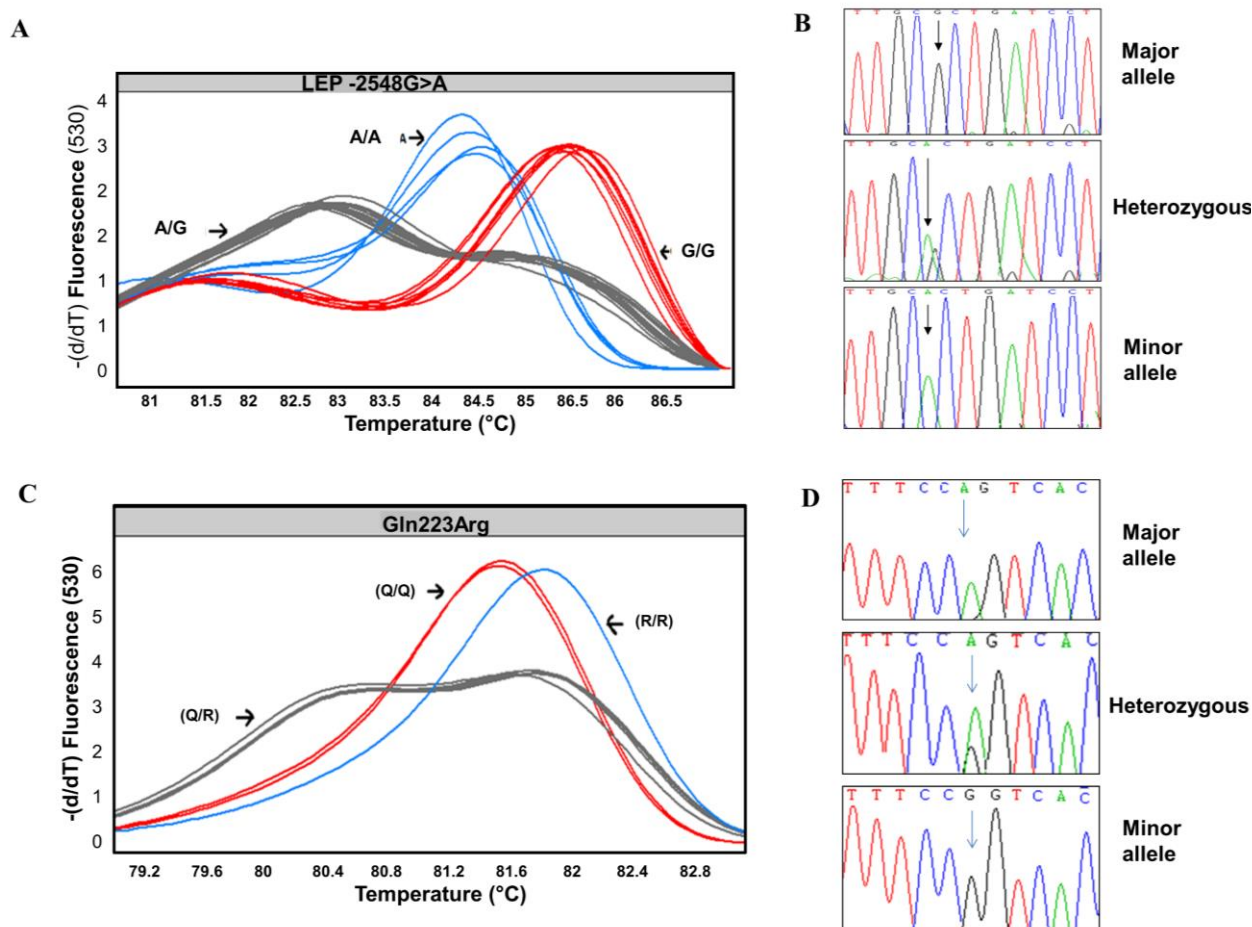 A
LEP -2548G>A
-(d/dT) Fluorescence (530)
4
3
2
2
1
1
0
A/A
A
A/G
G/G
81 81.5 82 82.5 83 83.5 84 84.5 85 86.5 86 86.5
Temperature (°C)
B
T T G C G C T G A T C C T
Major
allele
T T G C A C T G A T C C T
Heterozygous
T T G C A C T G A T C C T
Minor
allele
C
Gln223Arg
-(d/dT) Fluorescence (530)
6
5
4
3
2
1
0
(Q/Q)
(R/R)
(Q/R)
79.2 79.6 80 80.4 80.8 81.2 81.6 82 82.4 82.8
Temperature (°C)
D
T T T C C A G T C A C
Major
allele
T T T C C A G T C A C
Heterozygous
T T T C C G G T C A C
Minor
allele